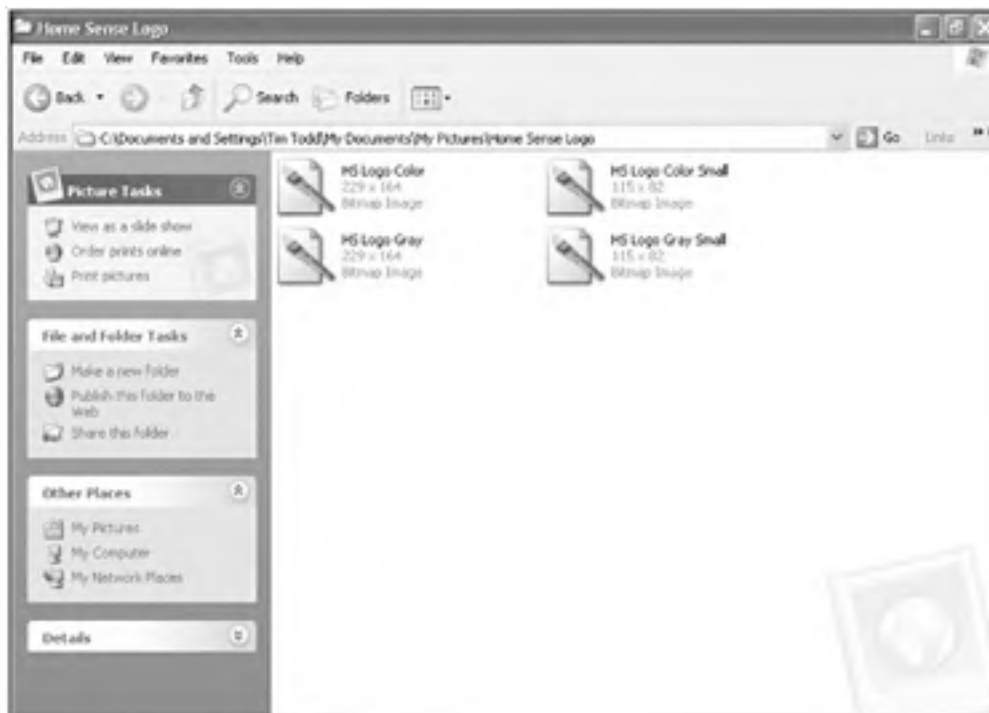 Home Sense Logo
File Edit View Favorites Tools Help
Back Search Folders
Address C:\Documents and Settings\Tim Todd\My Documents\My Pictures\Home Sense Logo Go Links »
Picture Tasks
View as a slide show
Order prints online
Print pictures
File and Folder Tasks
Make a new folder
Publish this folder to the
Web
Share this folder
Other Places
My Pictures
My Computer
My Network Places
Details
HS Logo Color
229 x 164
Bitmap Image
HS Logo Color Small
115 x 82
Bitmap Image
HS Logo Gray
229 x 164
Bitmap Image
HS Logo Gray Small
115 x 82
Bitmap Image